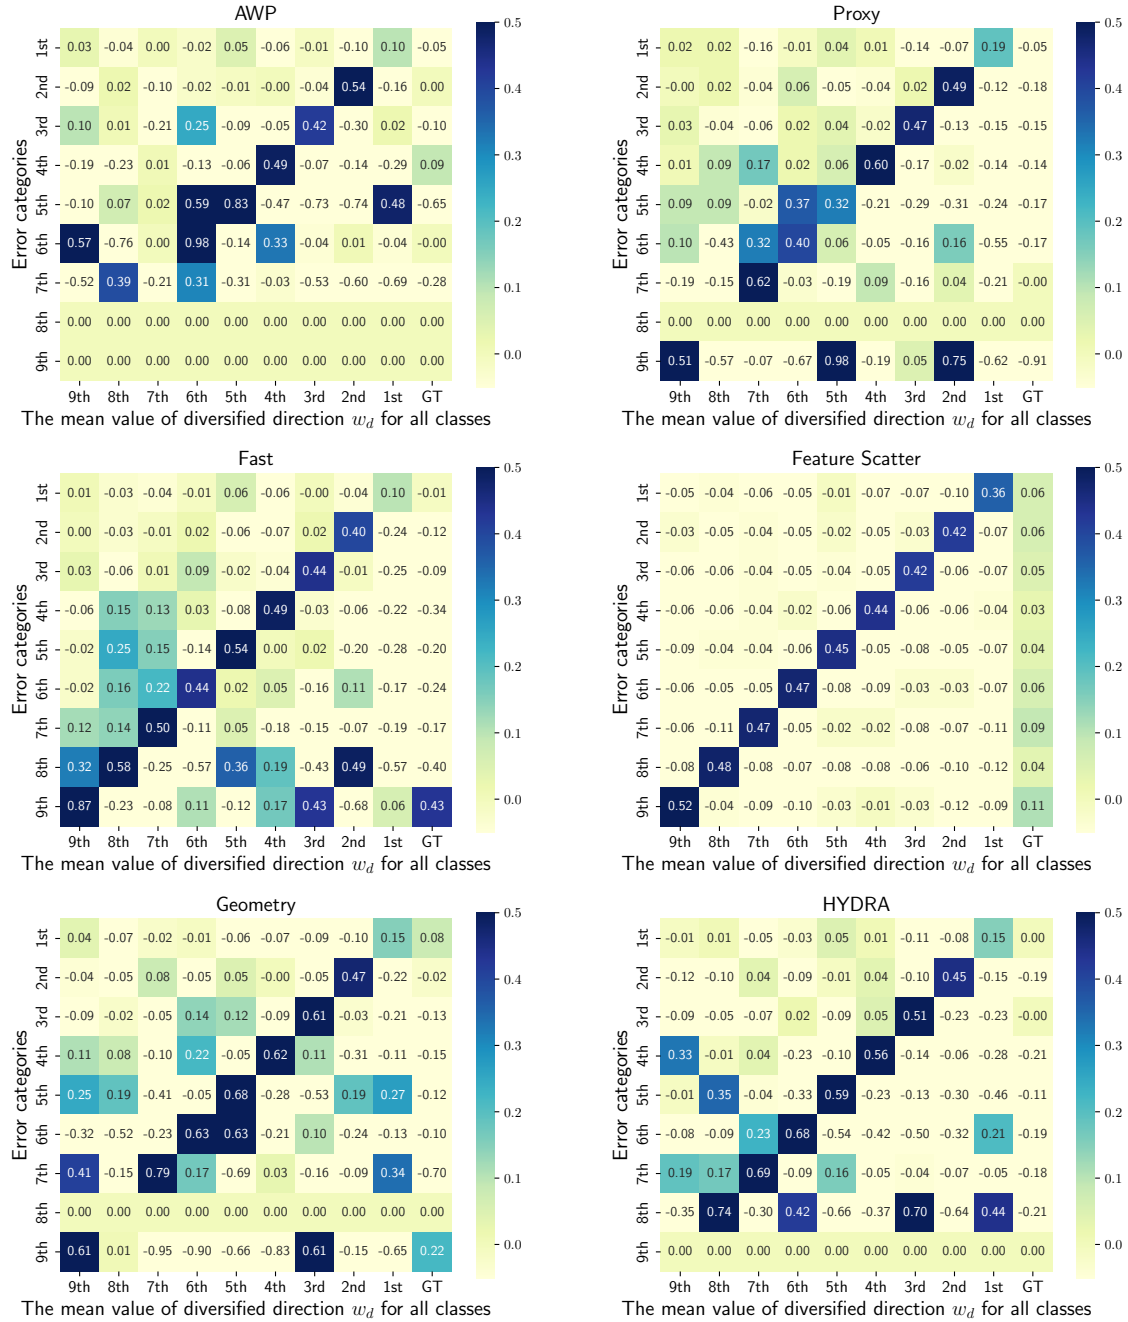 AWP
Error categories
1st 0.03 -0.04 0.00 -0.02 0.05 -0.06 -0.01 -0.10 0.10 -0.05
2nd -0.09 0.02 -0.10 -0.02 -0.01 -0.00 -0.04 0.54 -0.16 0.00
3rd 0.10 0.01 -0.21 0.25 -0.09 -0.05 0.42 -0.30 0.02 -0.10
4th -0.19 -0.23 0.01 -0.13 -0.06 0.49 -0.07 -0.14 -0.29 0.09
5th -0.10 0.07 0.02 0.59 0.83 -0.47 -0.73 -0.74 0.48 -0.65
6th 0.57 -0.76 0.00 0.98 -0.14 0.33 -0.04 0.01 -0.04 -0.00
7th -0.52 0.39 -0.21 0.31 -0.31 -0.03 -0.53 -0.60 -0.69 -0.28
8th 0.00 0.00 0.00 0.00 0.00 0.00 0.00 0.00 0.00 0.00
9th 0.00 0.00 0.00 0.00 0.00 0.00 0.00 0.00 0.00 0.00
9th 8th 7th 6th 5th 4th 3rd 2nd 1st GT
The mean value of diversified direction w_d for all classes
0.5
0.4
0.3
0.2
0.1
0.0
Proxy
Error categories
1st 0.02 0.02 -0.16 -0.01 0.04 0.01 -0.14 -0.07 0.19 -0.05
2nd -0.00 0.02 -0.04 0.06 -0.05 -0.04 0.02 0.49 -0.12 -0.18
3rd 0.03 -0.04 -0.06 0.02 0.04 -0.02 0.47 -0.13 -0.15 -0.15
4th 0.01 0.09 0.17 0.02 0.06 0.60 -0.17 -0.02 -0.14 -0.14
5th 0.09 0.09 -0.02 0.37 0.32 -0.21 -0.29 -0.31 -0.24 -0.17
6th 0.10 -0.43 0.32 0.40 0.06 -0.05 -0.16 0.16 -0.55 -0.17
7th -0.19 -0.15 0.62 -0.03 -0.19 0.09 -0.16 0.04 -0.21 -0.00
8th 0.00 0.00 0.00 0.00 0.00 0.00 0.00 0.00 0.00 0.00
9th 0.51 -0.57 -0.07 -0.67 0.98 -0.19 0.05 0.75 -0.62 -0.91
9th 8th 7th 6th 5th 4th 3rd 2nd 1st GT
The mean value of diversified direction w_d for all classes
0.5
0.4
0.3
0.2
0.1
0.0
Fast
Error categories
1st 0.01 -0.03 -0.04 -0.01 0.06 -0.06 -0.00 -0.04 0.10 -0.01
2nd 0.00 -0.03 -0.01 0.02 -0.06 -0.07 0.02 0.40 -0.24 -0.12
3rd 0.03 -0.06 0.01 0.09 -0.02 -0.04 0.44 -0.01 -0.25 -0.09
4th -0.06 0.15 0.13 0.03 -0.08 0.49 -0.03 -0.06 -0.22 -0.34
5th -0.02 0.25 0.15 -0.14 0.54 0.00 0.02 -0.20 -0.28 -0.20
6th -0.02 0.16 0.22 0.44 0.02 0.05 -0.16 0.11 -0.17 -0.24
7th 0.12 0.14 0.50 -0.11 0.05 -0.18 -0.15 -0.07 -0.19 -0.17
8th 0.32 0.58 -0.25 -0.57 0.36 0.19 -0.43 0.49 -0.57 -0.40
9th 0.87 -0.23 -0.08 0.11 -0.12 0.17 0.43 -0.68 0.06 0.43
9th 8th 7th 6th 5th 4th 3rd 2nd 1st GT
The mean value of diversified direction w_d for all classes
0.5
0.4
0.3
0.2
0.1
0.0
Feature Scatter
Error categories
1st -0.05 -0.04 -0.06 -0.05 -0.01 -0.07 -0.07 -0.10 0.36 0.06
2nd -0.03 -0.05 -0.04 -0.05 -0.02 -0.05 -0.03 0.42 -0.07 0.06
3rd -0.06 -0.06 -0.04 -0.05 -0.04 -0.05 0.42 -0.06 -0.07 0.05
4th -0.06 -0.06 -0.06 -0.02 -0.06 0.44 -0.06 -0.06 -0.04 0.03
5th -0.09 -0.04 -0.04 -0.06 0.45 -0.02 -0.05 -0.06 -0.07 0.04
6th -0.06 -0.05 -0.05 0.47 -0.08 -0.09 -0.03 -0.03 -0.07 0.06
7th -0.06 -0.11 0.47 -0.05 -0.02 -0.02 -0.08 -0.07 -0.11 0.09
8th -0.08 0.48 -0.08 -0.07 -0.08 -0.08 -0.06 -0.10 -0.12 0.04
9th 0.52 -0.04 -0.09 -0.10 -0.03 -0.01 -0.03 -0.12 -0.09 0.11
9th 8th 7th 6th 5th 4th 3rd 2nd 1st GT
The mean value of diversified direction w_d for all classes
0.5
0.4
0.3
0.2
0.1
0.0
Geometry
Error categories
1st 0.04 -0.07 -0.02 -0.01 -0.06 -0.07 -0.09 -0.10 0.15 0.08
2nd -0.04 -0.05 0.08 -0.05 0.05 -0.00 -0.05 0.47 -0.22 -0.02
3rd -0.09 -0.02 -0.05 0.14 0.12 -0.09 0.61 -0.03 -0.21 -0.13
4th 0.11 0.08 -0.10 0.22 -0.05 0.62 0.11 -0.31 -0.11 -0.15
5th 0.25 0.19 -0.41 -0.05 0.68 -0.28 -0.53 0.19 0.27 -0.12
6th -0.32 -0.52 -0.23 0.63 0.63 -0.21 0.10 -0.24 -0.13 -0.10
7th 0.41 -0.15 0.79 0.17 -0.69 0.03 -0.16 -0.09 0.34 -0.70
8th 0.00 0.00 0.00 0.00 0.00 0.00 0.00 0.00 0.00 0.00
9th 0.61 0.01 -0.95 -0.90 -0.66 -0.83 0.61 -0.15 -0.65 0.22
9th 8th 7th 6th 5th 4th 3rd 2nd 1st GT
The mean value of diversified direction w_d for all classes
0.5
0.4
0.3
0.2
0.1
0.0
HYDRA
Error categories
1st -0.01 0.01 -0.05 -0.03 0.05 0.01 -0.11 -0.08 0.15 0.00
2nd -0.12 -0.10 0.04 -0.09 -0.01 0.04 -0.10 0.45 -0.15 -0.19
3rd -0.09 -0.05 -0.07 0.02 -0.09 0.05 0.51 -0.23 -0.23 -0.00
4th 0.33 -0.01 0.04 -0.23 -0.10 0.56 -0.14 -0.06 -0.28 -0.21
5th -0.01 0.35 -0.04 -0.33 0.59 -0.23 -0.13 -0.30 -0.46 -0.11
6th -0.08 -0.09 0.23 0.68 -0.54 -0.42 -0.50 -0.32 0.21 -0.19
7th 0.19 0.17 0.69 -0.09 0.16 -0.05 -0.04 -0.07 -0.05 -0.18
8th -0.35 0.74 -0.30 0.42 -0.66 -0.37 0.70 -0.64 0.44 -0.21
9th 0.00 0.00 0.00 0.00 0.00 0.00 0.00 0.00 0.00 0.00
9th 8th 7th 6th 5th 4th 3rd 2nd 1st GT
The mean value of diversified direction w_d for all classes
0.5
0.4
0.3
0.2
0.1
0.0